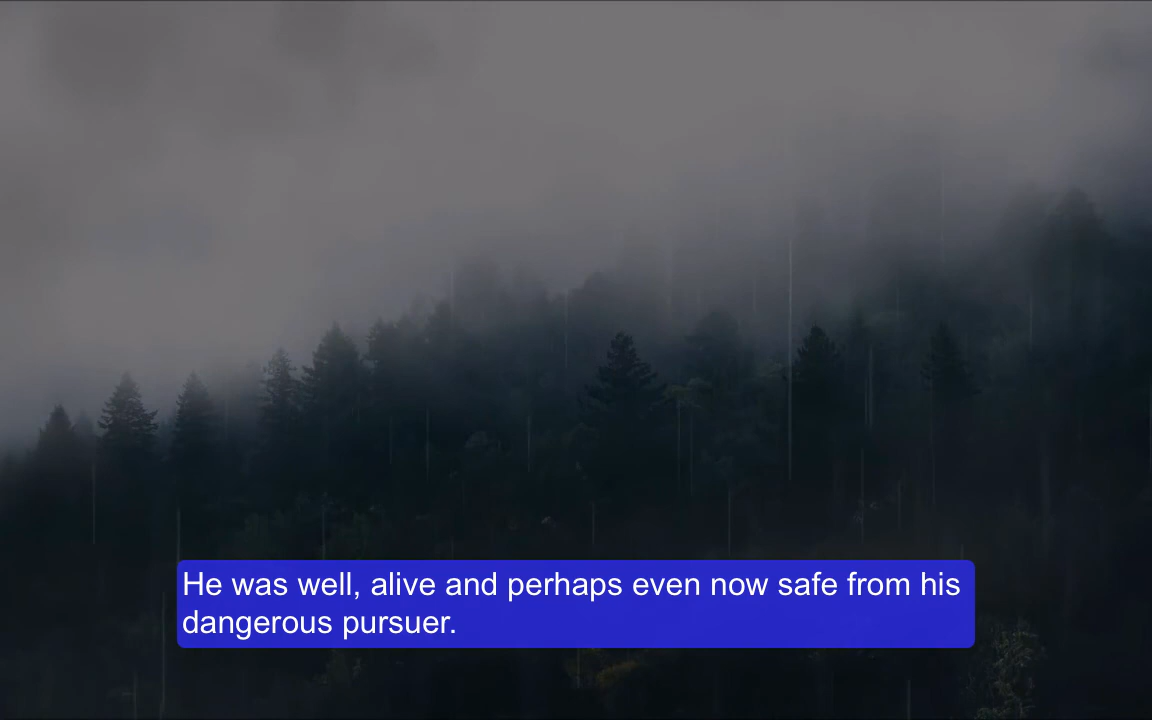 He was well, alive and perhaps even now safe from his
dangerous pursuer.